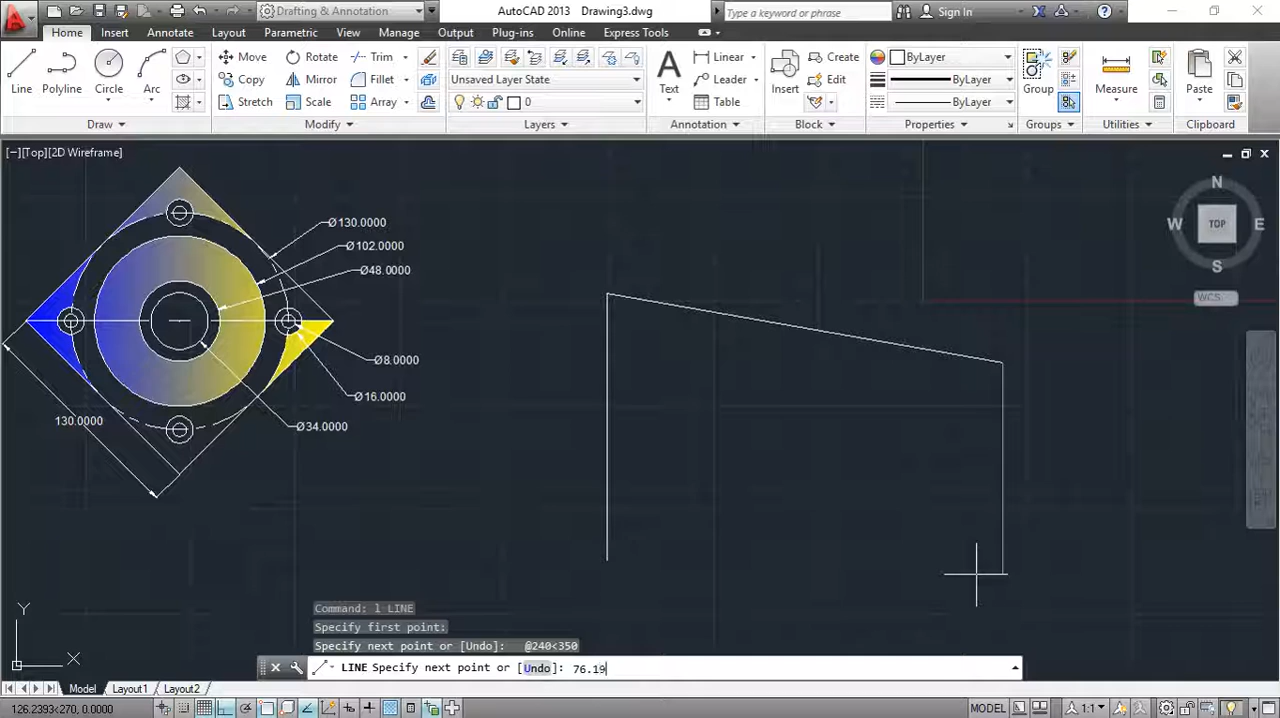 Drafting & Annotation
AutoCAD 2013 Drawing3.dwg
Type a keyword or phrase
Sign In
Home Insert Annotate Layout Parametric View Manage Output Plug-ins Online Express Tools
Line Polyline Circle Arc
Move Rotate Trim
Copy Mirror Fillet
Stretch Scale Array
Unsaved Layer State
0
Text
Linear
Leader
Table
Insert
Create
Edit
ByLayer
ByLayer
ByLayer
Group
Measure
Paste
Draw Modify Layers Annotation Block Properties Groups Utilities Clipboard
[−][Top][2D Wireframe]
N
W TOP E
S
WCS
Ø130.0000
Ø102.0000
Ø48.0000
Ø8.0000
Ø16.0000
Ø34.0000
130.0000
Y
X
Command: l LINE
Specify first point:
Specify next point or [Undo]: @240<350
LINE Specify next point or [Undo]: 76.19
Model Layout1 Layout2
126.2393<270, 0.0000
MODEL 1:1